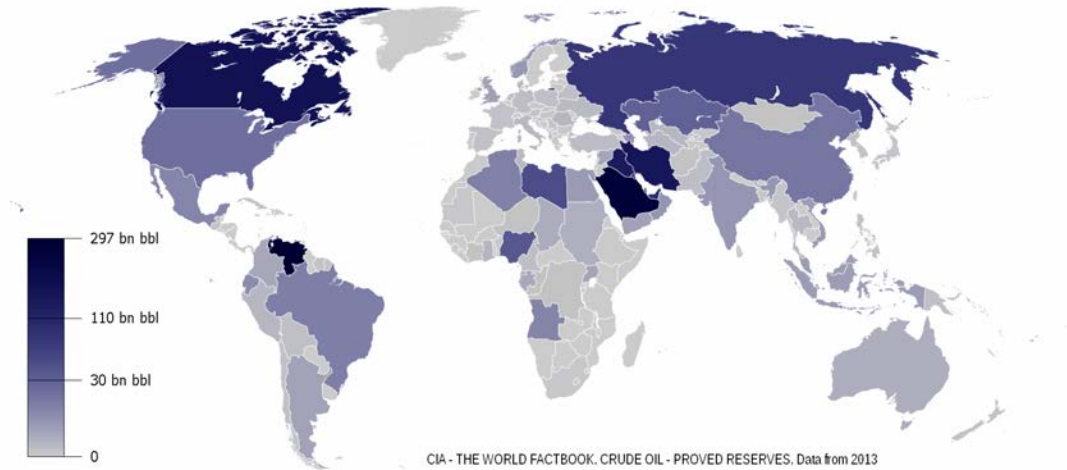 297 bn bbl
110 bn bbl
30 bn bbl
0
CIA - THE WORLD FACTBOOK. CRUDE OIL - PROVED RESERVES. Data from 2013